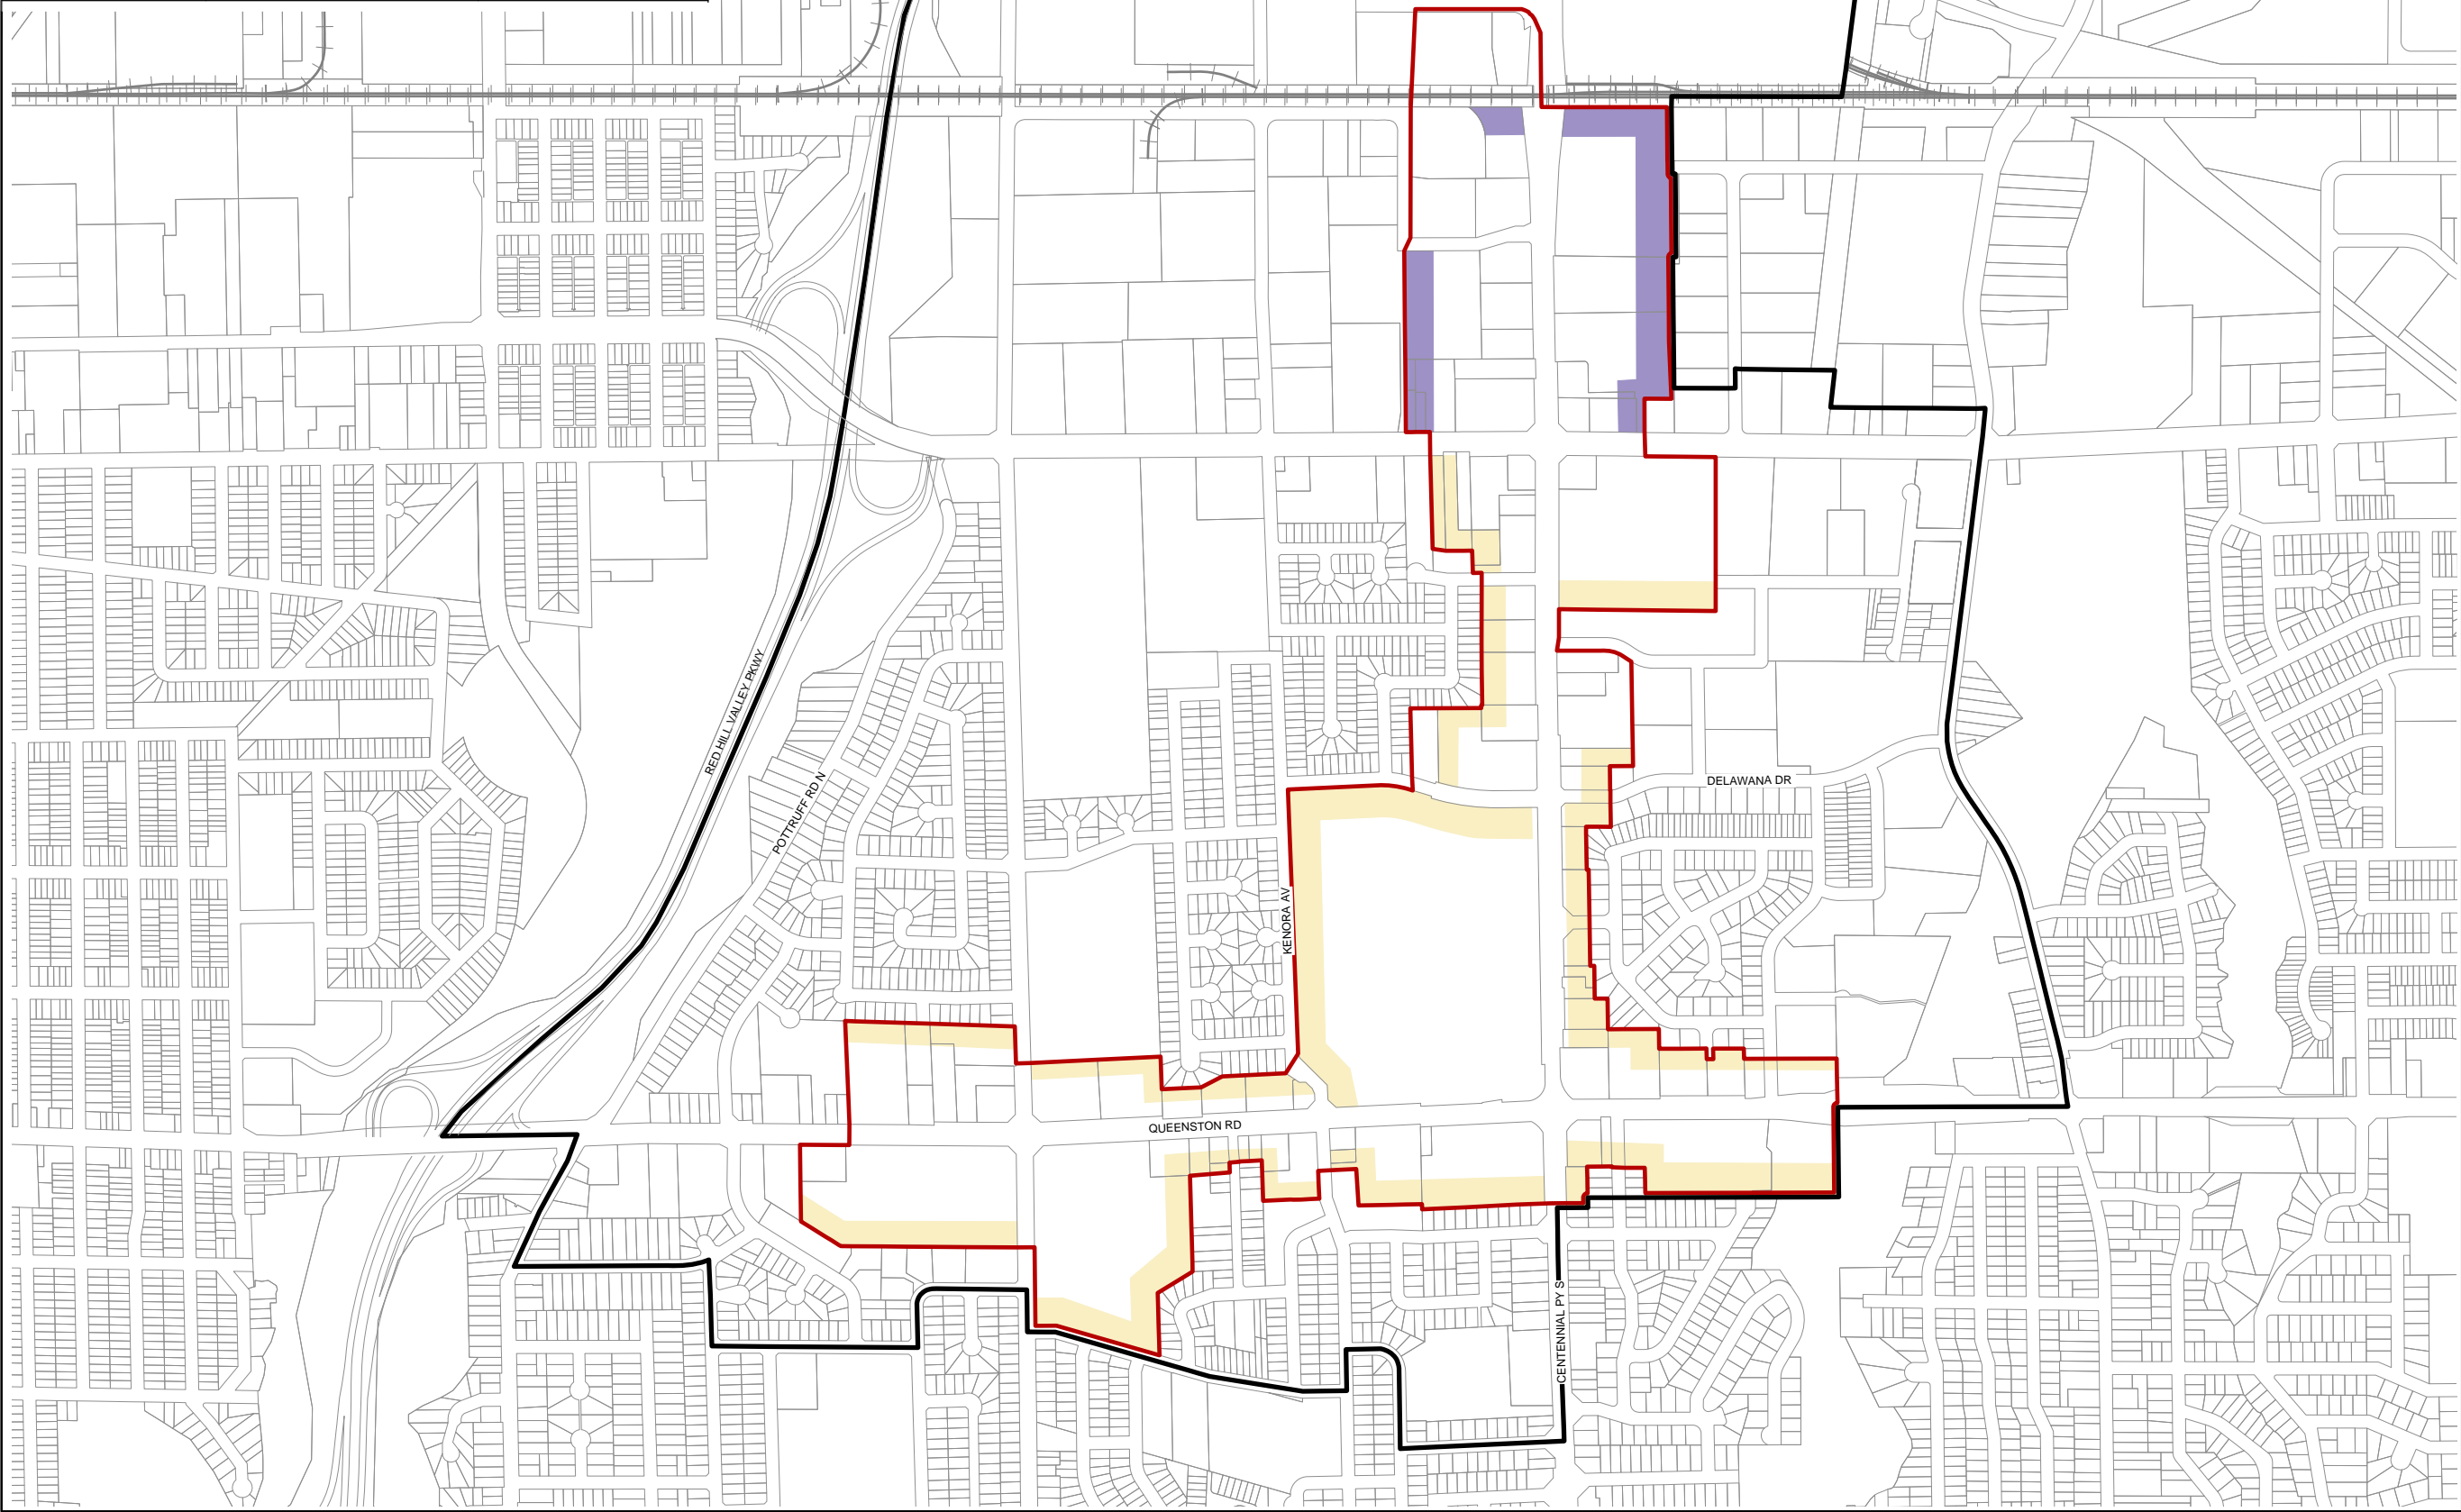 RED HILL VALLEY PKWY
POTTRUFF RD N
DELAWANA DR
KENORA AV
QUEENSTON RD
CENTENNIAL PY S